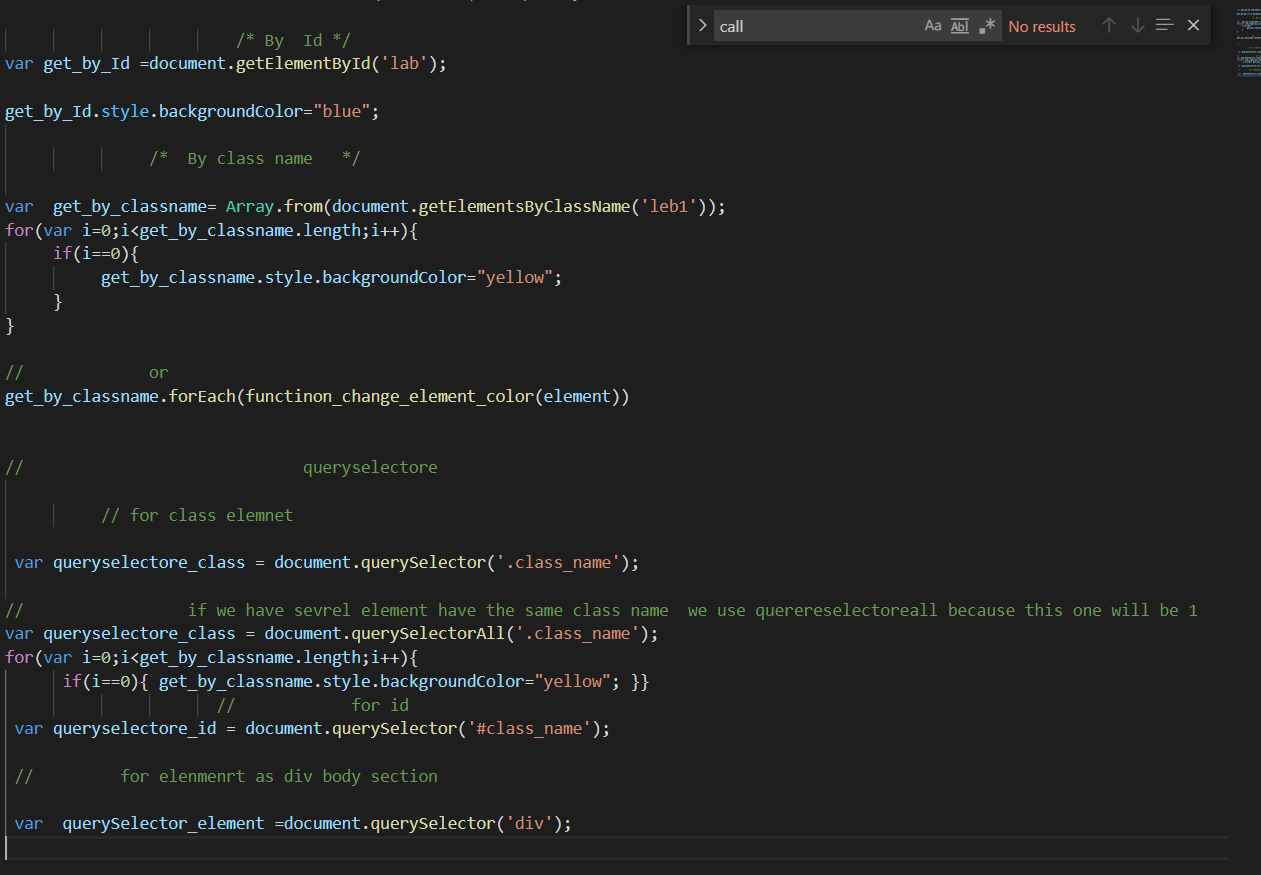 call Aa Ab| .* No results
/* By Id */
var get_by_Id =document.getElementById('lab');
get_by_Id.style.backgroundColor="blue";
/* By class name */
var get_by_classname= Array.from(document.getElementsByClassName('leb1'));
for(var i=0;i<get_by_classname.length;i++){
if(i==0){
get_by_classname.style.backgroundColor="yellow";
}
}
// or
get_by_classname.forEach(functinon_change_element_color(element))
// queryselectore
// for class elemnet
var queryselectore_class = document.querySelector('.class_name');
// if we have sevrel element have the same class name we use querereselectoreall because this one will be 1
var queryselectore_class = document.querySelectorAll('.class_name');
for(var i=0;i<get_by_classname.length;i++){
if(i==0){ get_by_classname.style.backgroundColor="yellow"; }}
// for id
var queryselectore_id = document.querySelector('#class_name');
// for elenmenrt as div body section
var querySelector_element =document.querySelector('div');